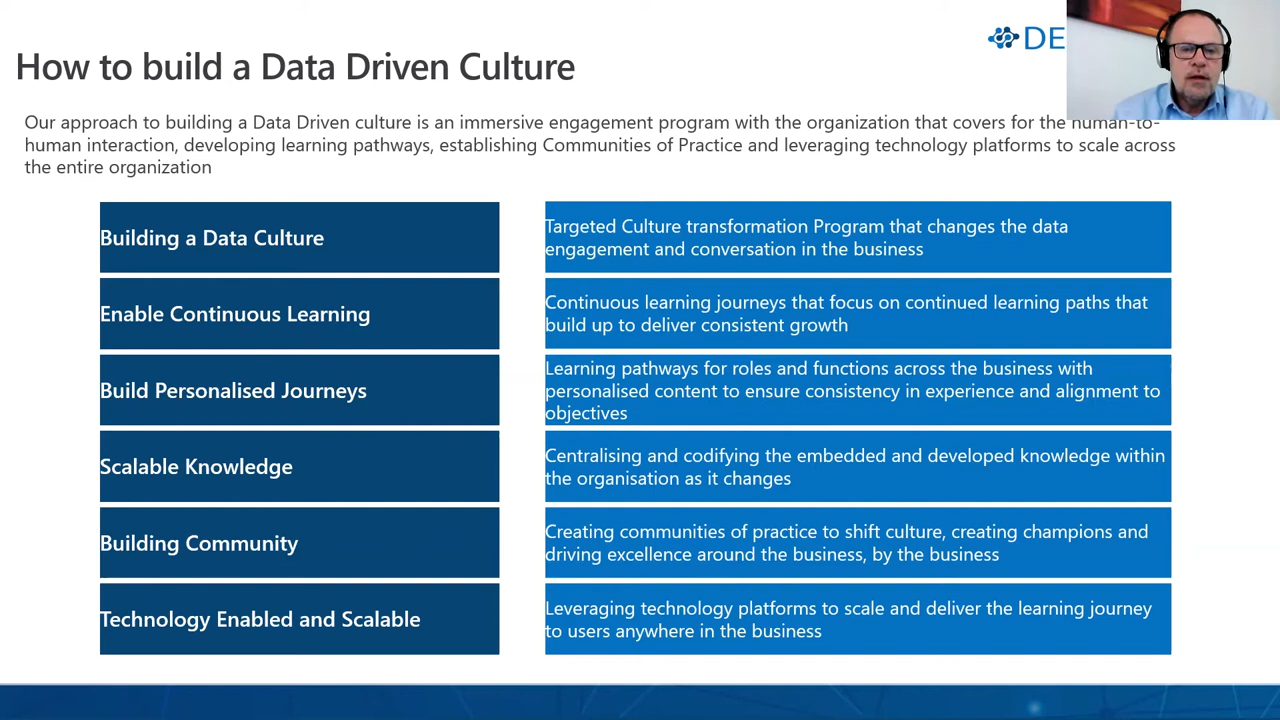 DE
How to build a Data Driven Culture
Our approach to building a Data Driven culture is an immersive engagement program with the organization that covers for the human-to-
human interaction, developing learning pathways, establishing Communities of Practice and leveraging technology platforms to scale across
the entire organization
Building a Data Culture
Targeted Culture transformation Program that changes the data
engagement and conversation in the business
Enable Continuous Learning
Continuous learning journeys that focus on continued learning paths that
build up to deliver consistent growth
Build Personalised Journeys
Learning pathways for roles and functions across the business with
personalised content to ensure consistency in experience and alignment to
objectives
Scalable Knowledge
Centralising and codifying the embedded and developed knowledge within
the organisation as it changes
Building Community
Creating communities of practice to shift culture, creating champions and
driving excellence around the business, by the business
Technology Enabled and Scalable
Leveraging technology platforms to scale and deliver the learning journey
to users anywhere in the business